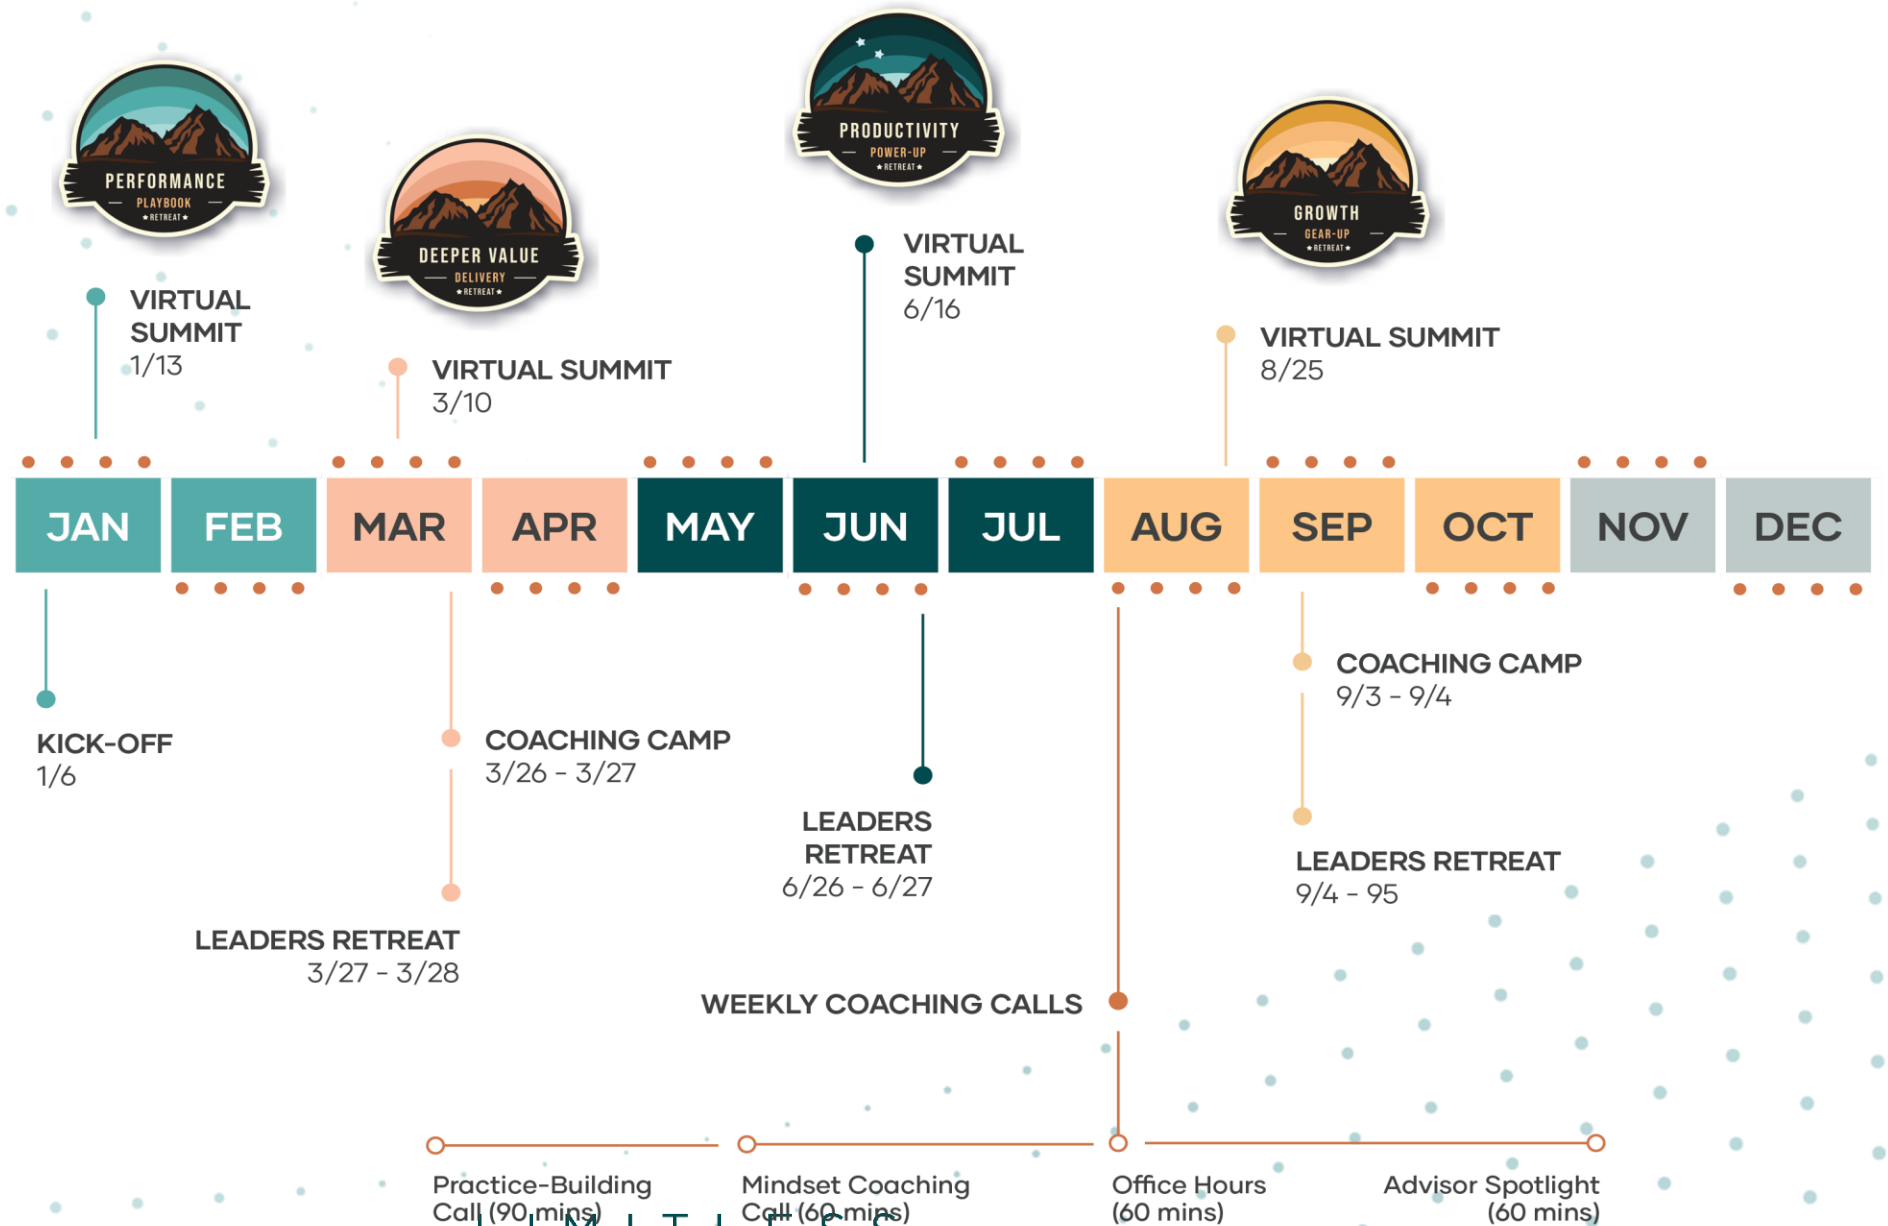 PERFORMANCE
PLAYBOOK
RETREAT
DEEPER VALUE
DELIVERY
RETREAT
PRODUCTIVITY
POWER-UP
RETREAT
GROWTH
GEAR-UP
RETREAT
VIRTUAL
SUMMIT
1/13
VIRTUAL SUMMIT
3/10
VIRTUAL
SUMMIT
6/16
VIRTUAL SUMMIT
8/25
JAN
FEB
MAR
APR
MAY
JUN
JUL
AUG
SEP
OCT
NOV
DEC
KICK-OFF
1/6
COACHING CAMP
3/26 - 3/27
LEADERS RETREAT
3/27 - 3/28
LEADERS
RETREAT
6/26 - 6/27
COACHING CAMP
9/3 - 9/4
LEADERS RETREAT
9/4 - 95
WEEKLY COACHING CALLS
Practice-Building
Call (90 mins)
Mindset Coaching
Call (60 mins)
Office Hours
(60 mins)
Advisor Spotlight
(60 mins)
LIMITLESS